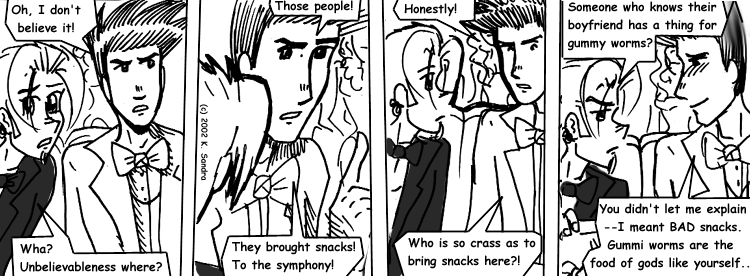 Oh, I don't
believe it!
Wha?
Unbelievableness where?
(c) 2002 K. Sandra
Those people!
They brought snacks!
To the symphony!
Honestly!
Who is so crass as to
bring snacks here?!
Someone who knows their
boyfriend has a thing for
gummy worms?
You didn't let me explain
--I meant BAD snacks.
Gummi worms are the
food of gods like yourself...